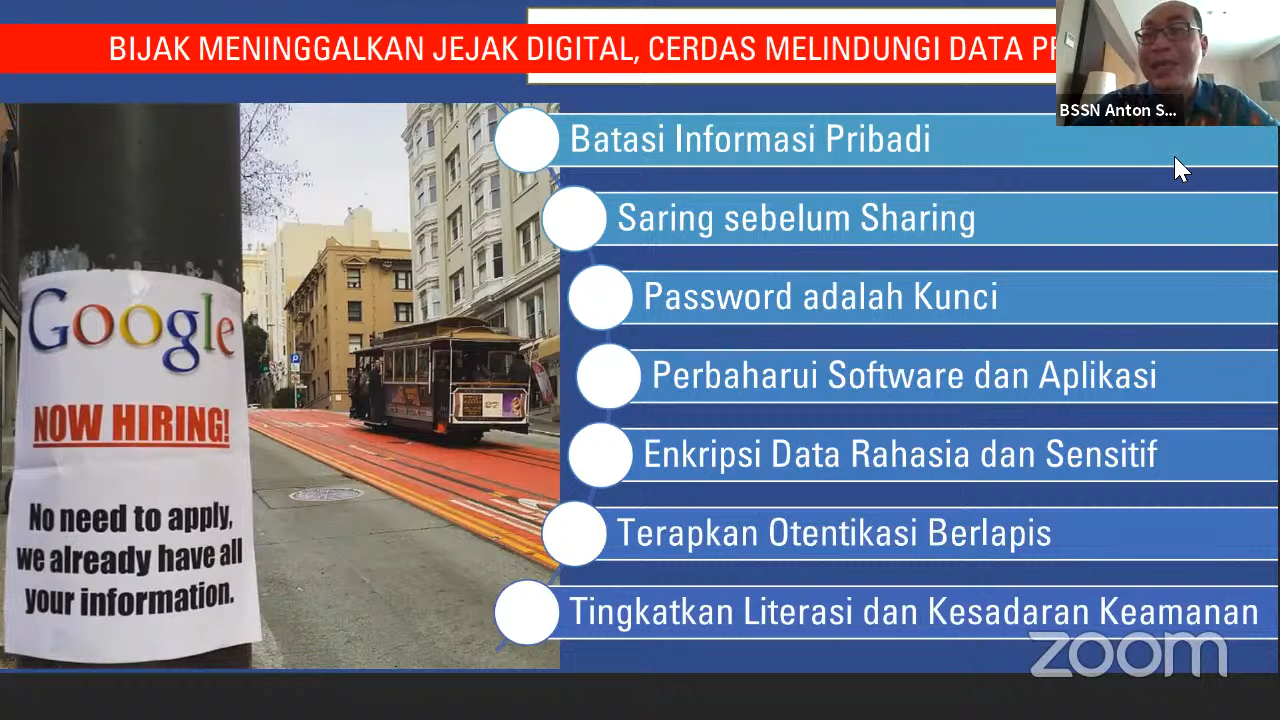 BIJAK MENINGGALKAN JEJAK DIGITAL, CERDAS MELINDUNGI DATA
BSSN Anton S...
Google
NOW HIRING!
No need to apply,
we already have all
your information.
P
Batasi Informasi Pribadi
Saring sebelum Sharing
Password adalah Kunci
Perbaharui Software dan Aplikasi
Enkripsi Data Rahasia dan Sensitif
Terapkan Otentikasi Berlapis
Tingkatkan Literasi dan Kesadaran Keamanan
zoom